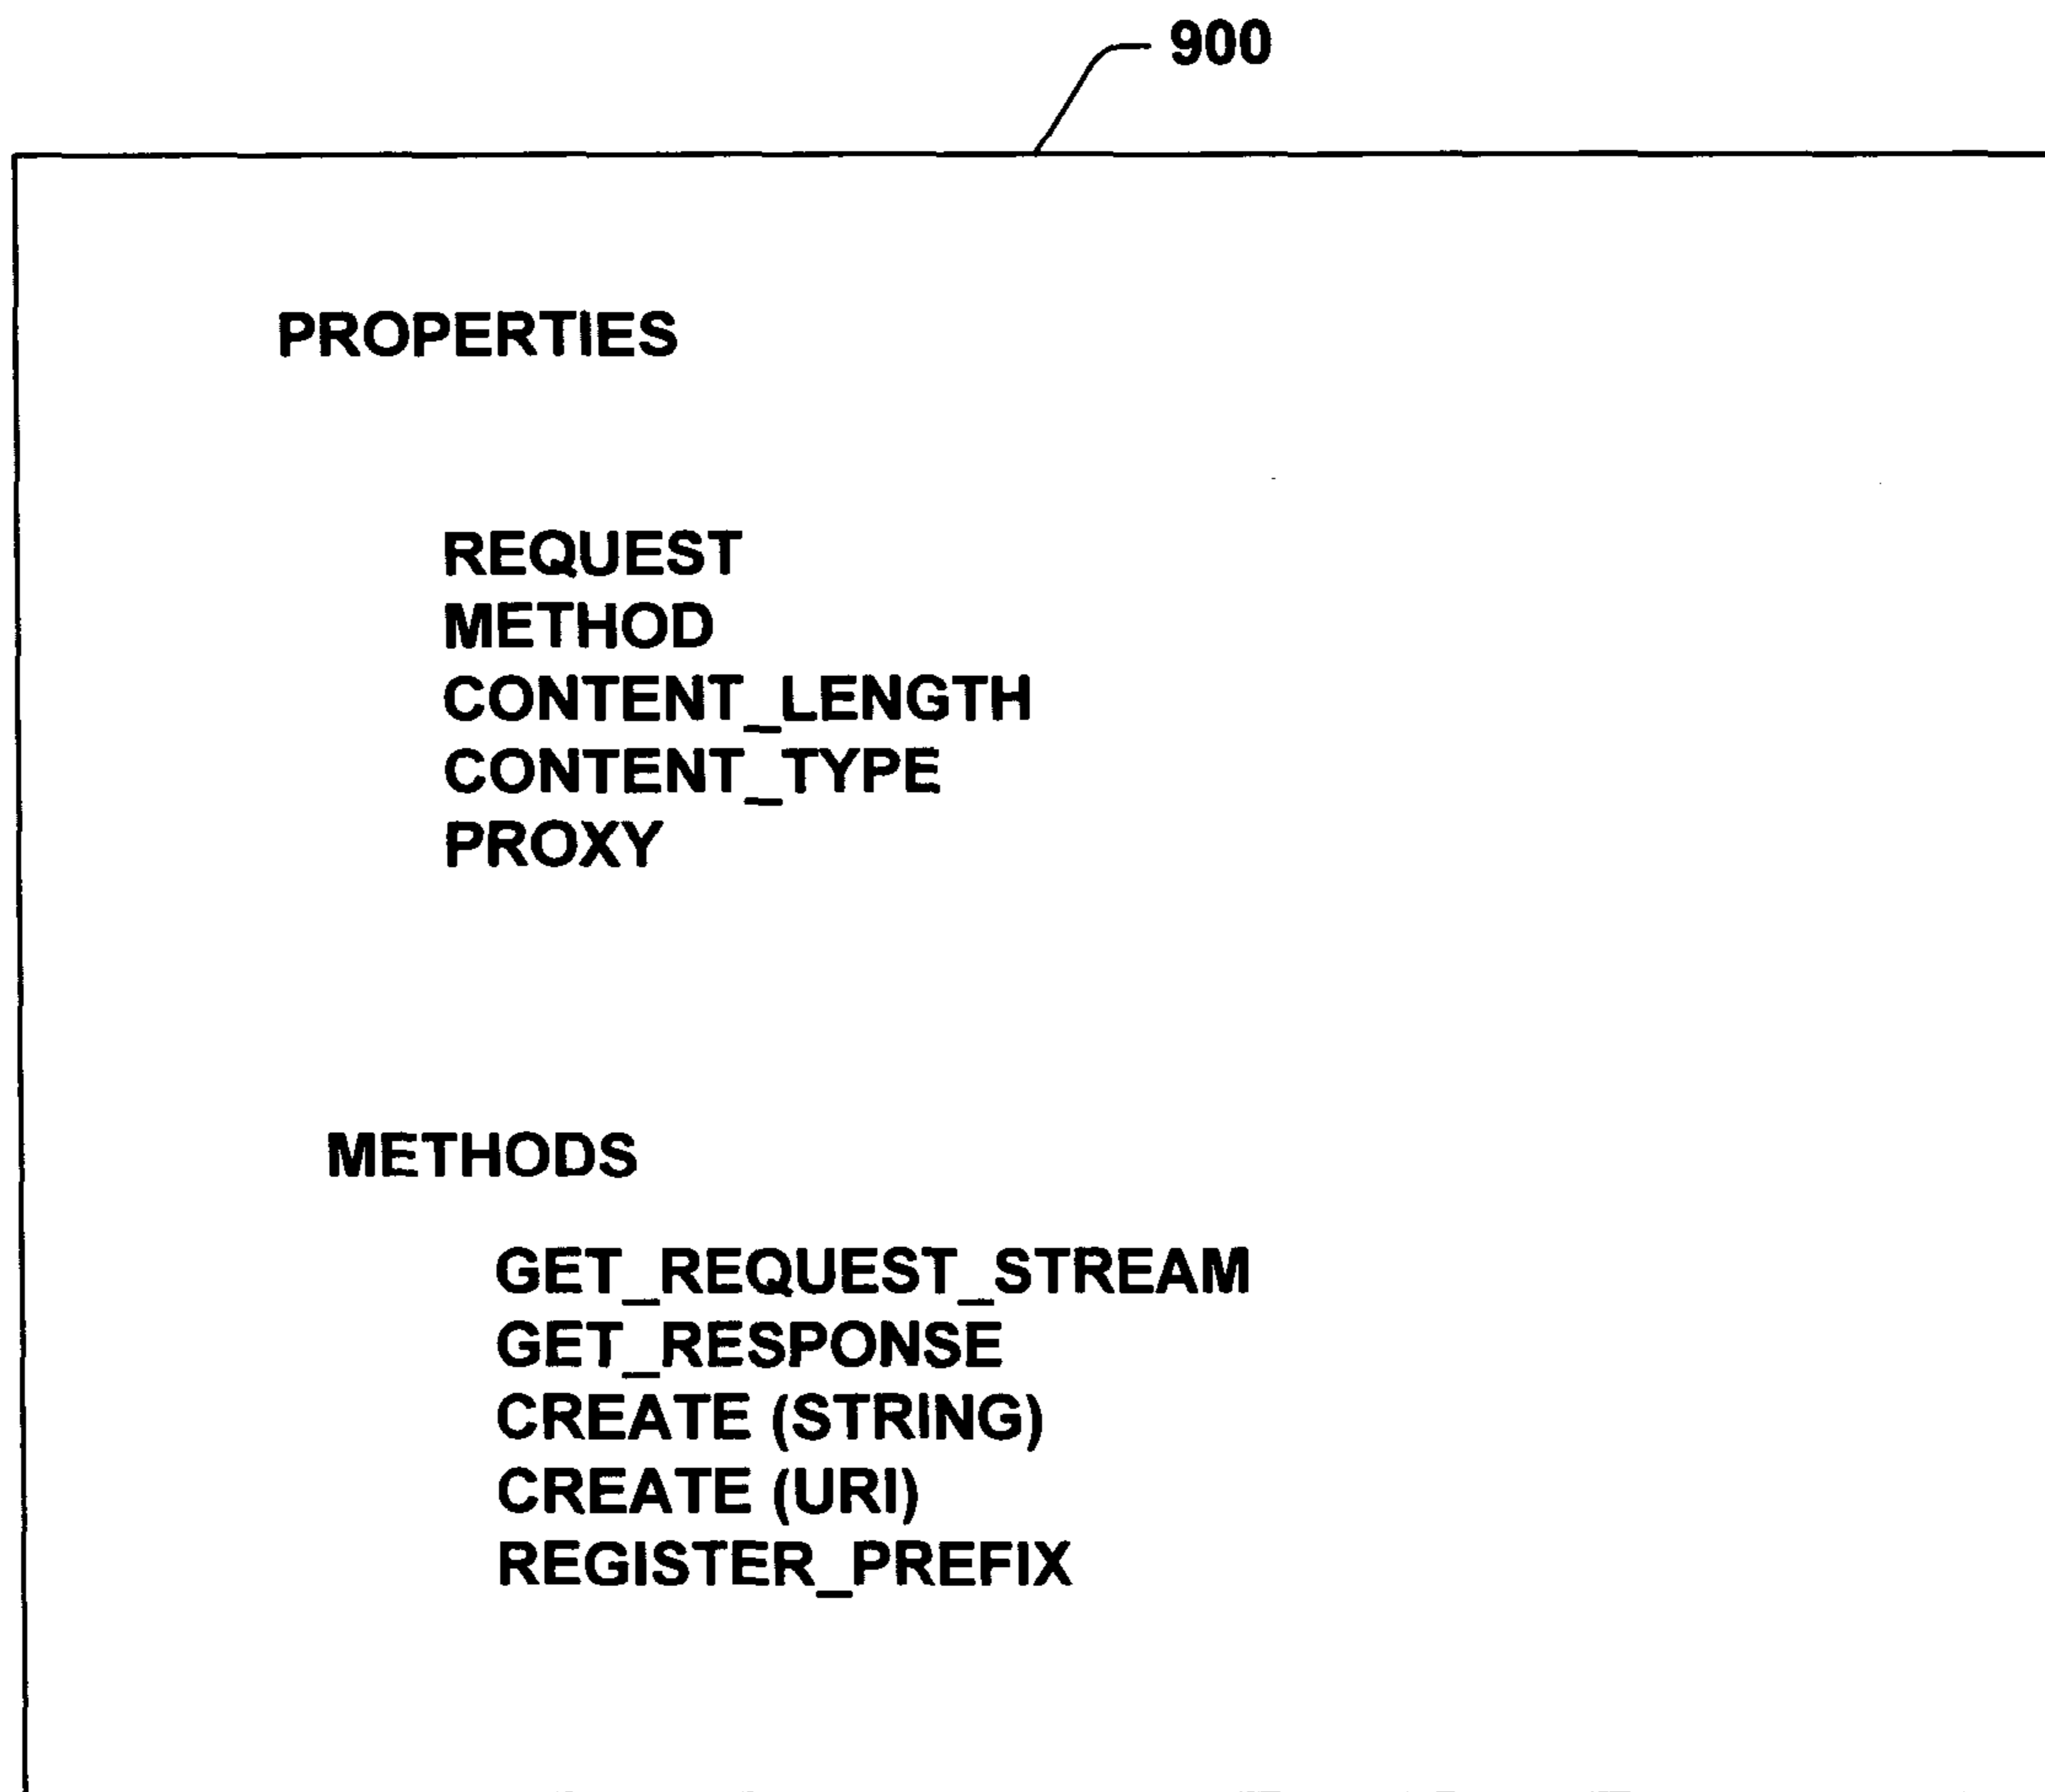 900
PROPERTIES
REQUEST
METHOD
CONTENT_LENGTH
CONTENT_TYPE
PROXY
METHODS
GET_REQUEST_STREAM
GET_RESPONSE
CREATE (STRING)
CREATE (URI)
REGISTER_PREFIX